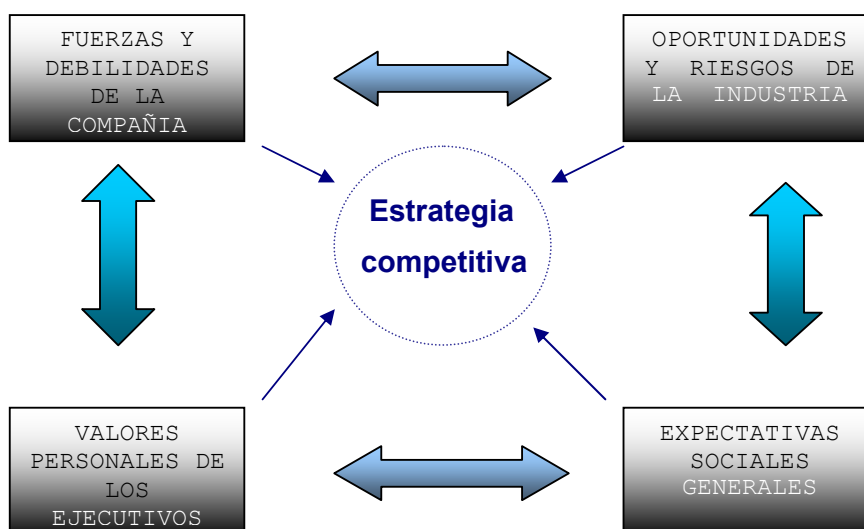 FUERZAS Y
DEBILIDADES
DE LA
COMPAÑIA
OPORTUNIDADES
Y RIESGOS DE
LA INDUSTRIA
Estrategia
competitiva
VALORES
PERSONALES DE
LOS
EJECUTIVOS
EXPECTATIVAS
SOCIALES
GENERALES